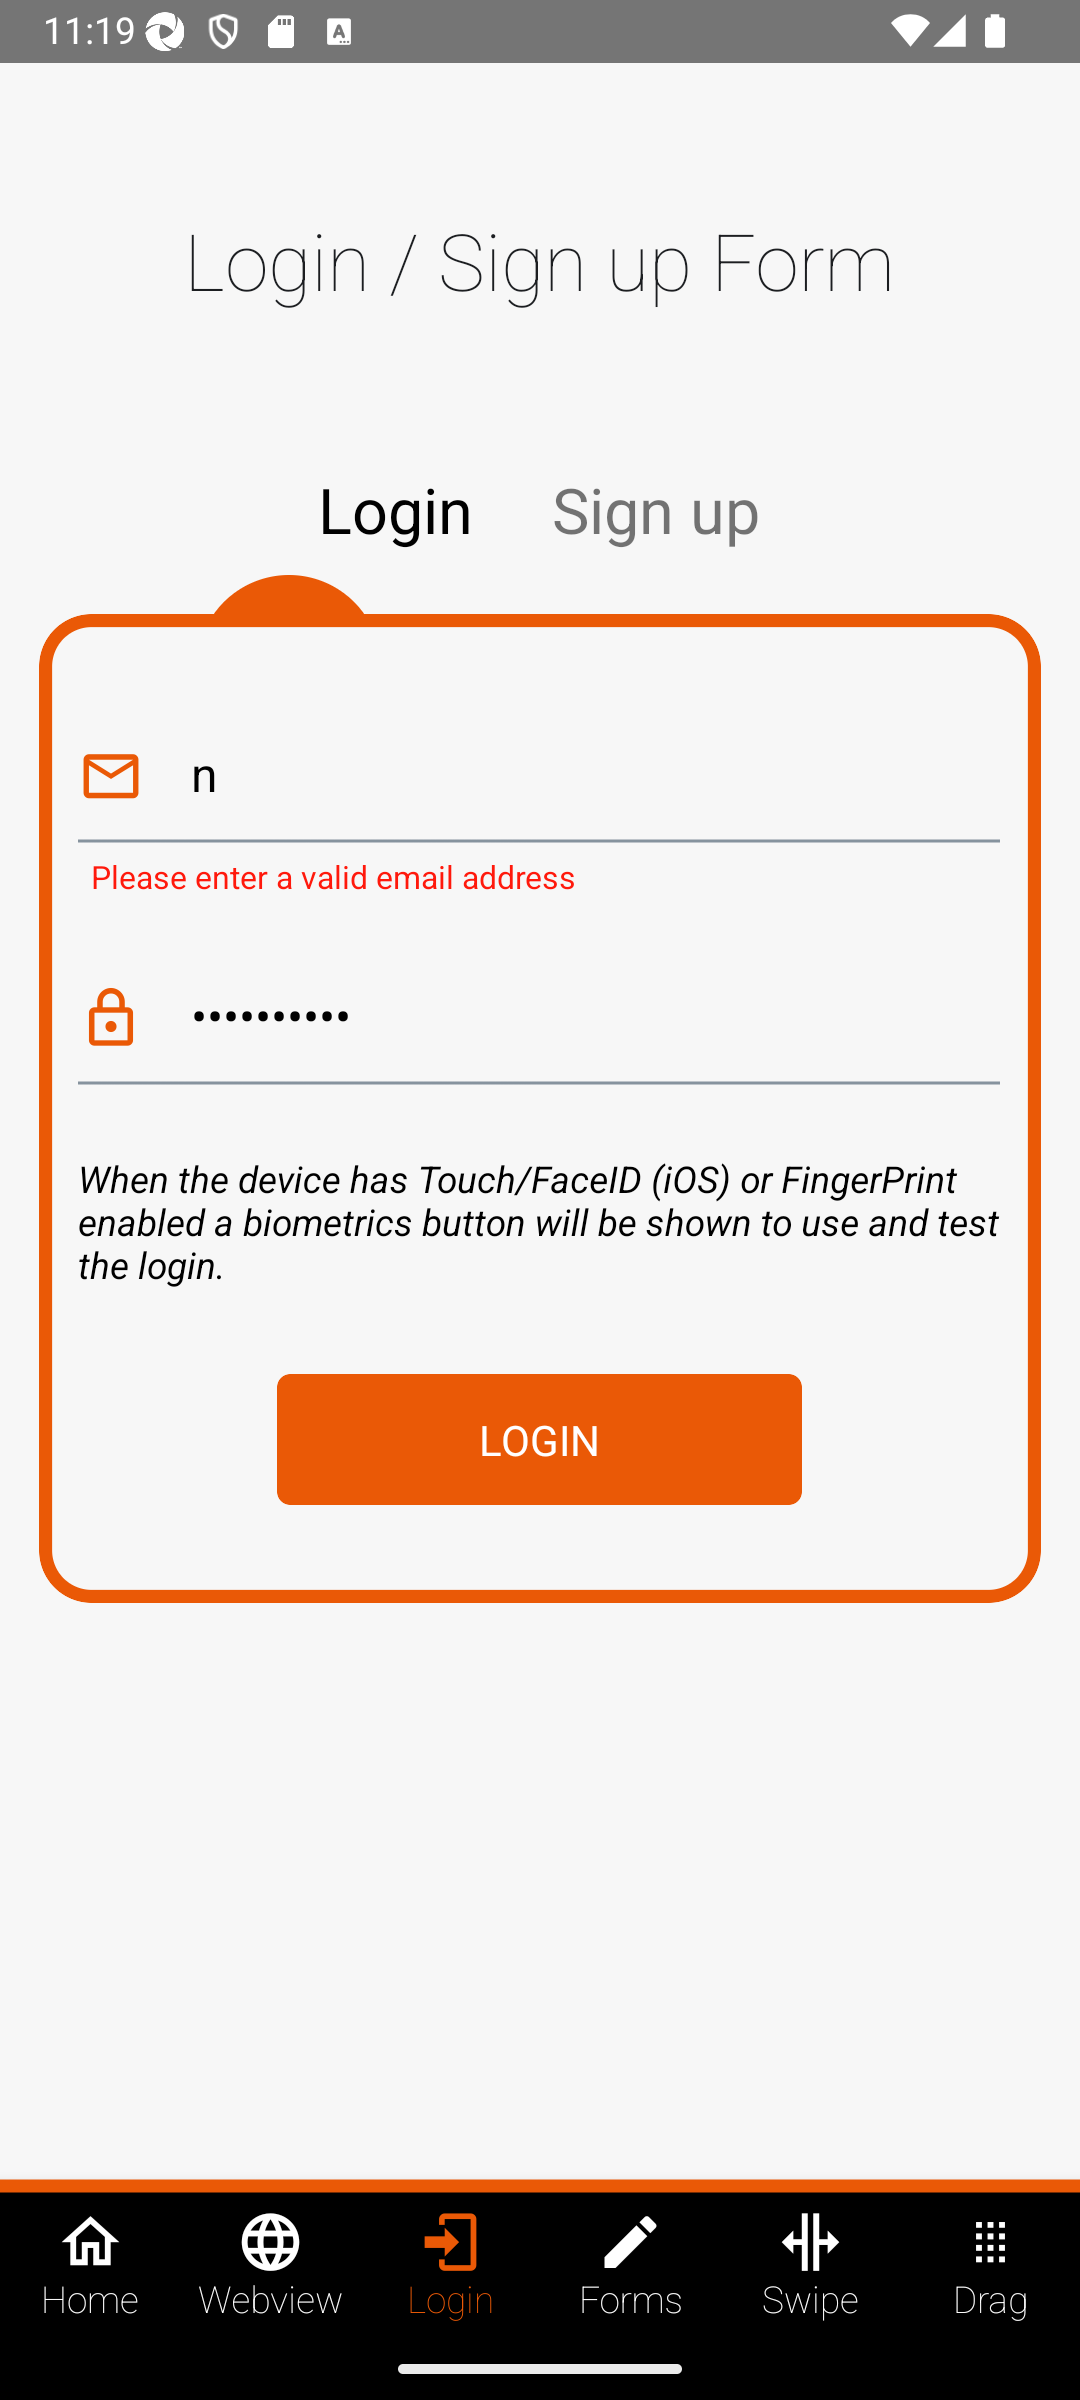 11:19
Login / Sign up Form
Login Sign up
n
Please enter a valid email address
••••••••••
When the device has Touch/FaceID (iOS) or FingerPrint
enabled a biometrics button will be shown to use and test
the login.
LOGIN
Home Webview Login Forms Swipe Drag